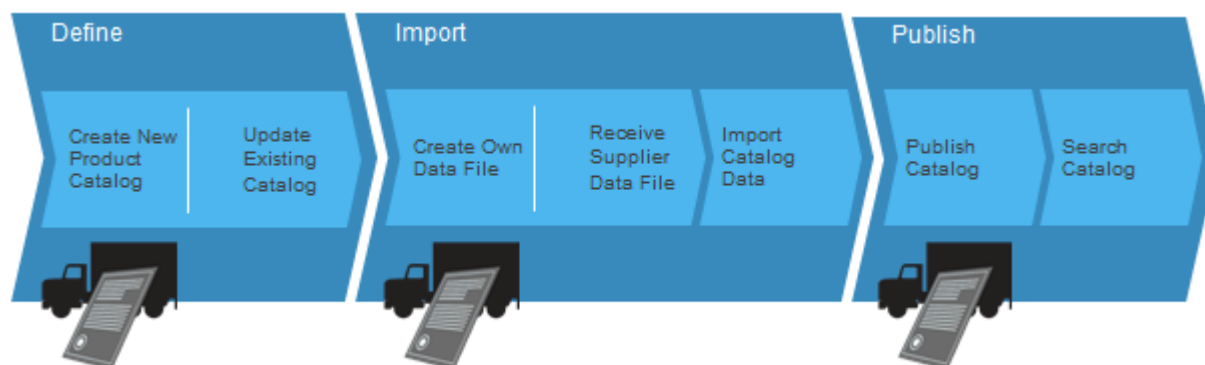 Define
Create New
Product
Catalog
Update
Existing
Catalog
Import
Create Own
Data File
Receive
Supplier
Data File
Import
Catalog
Data
Publish
Publish
Catalog
Search
Catalog